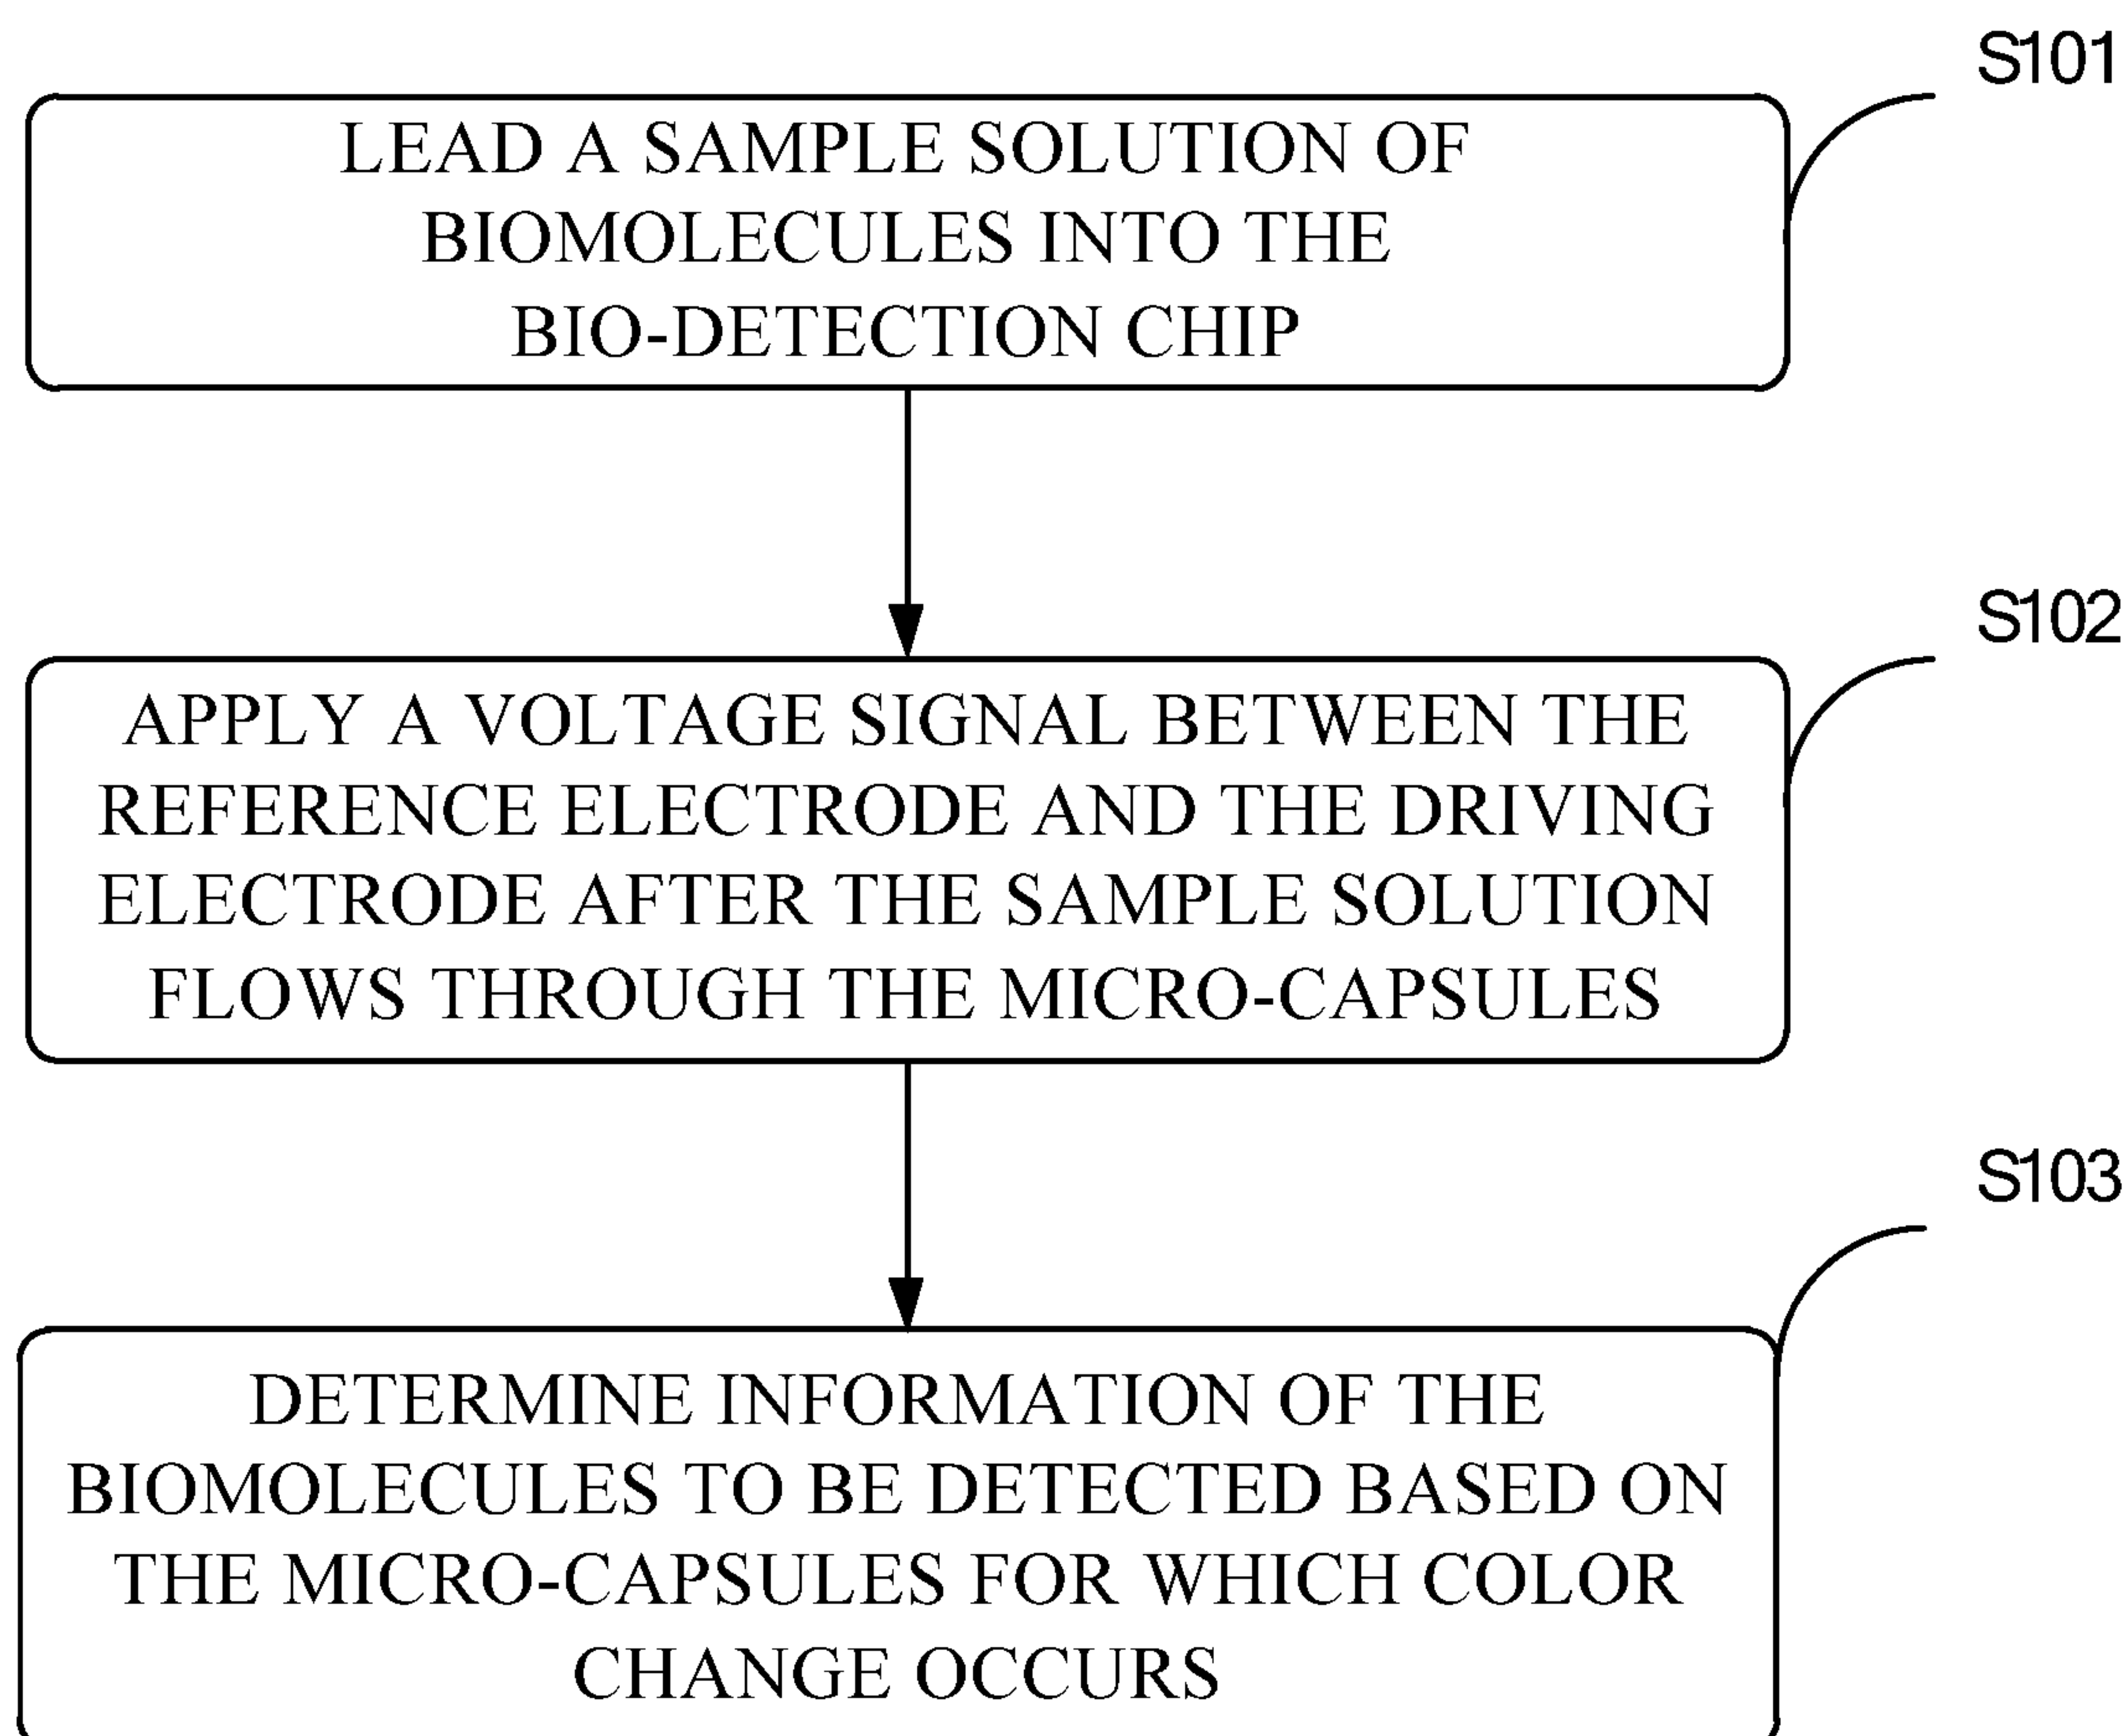 S101
LEAD A SAMPLE SOLUTION OF
BIOMOLECULES INTO THE
BIO-DETECTION CHIP
S102
APPLY A VOLTAGE SIGNAL BETWEEN THE
REFERENCE ELECTRODE AND THE DRIVING
ELECTRODE AFTER THE SAMPLE SOLUTION
FLOWS THROUGH THE MICRO-CAPSULES
S103
DETERMINE INFORMATION OF THE
BIOMOLECULES TO BE DETECTED BASED ON
THE MICRO-CAPSULES FOR WHICH COLOR
CHANGE OCCURS